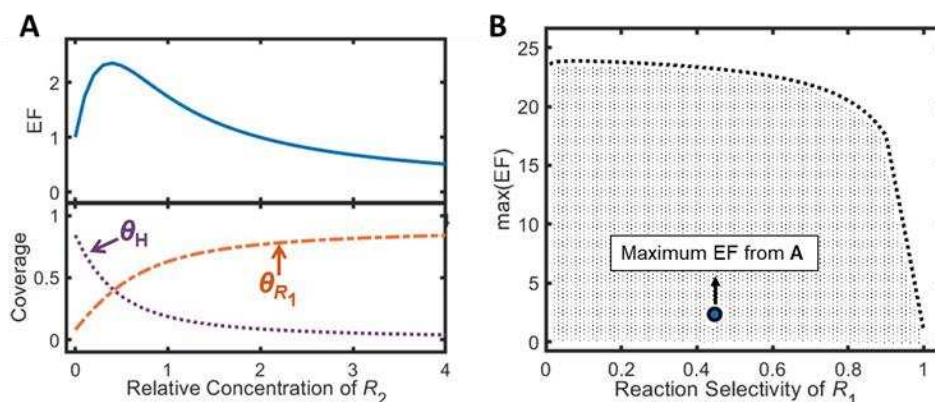 A
EF
2
1
0
Coverage
1
0.5
0
θH
θR1
0 1 2 3 4
Relative Concentration of R2
B
max(EF)
25
20
15
10
5
0
Maximum EF from A
0 0.2 0.4 0.6 0.8 1
Reaction Selectivity of R1